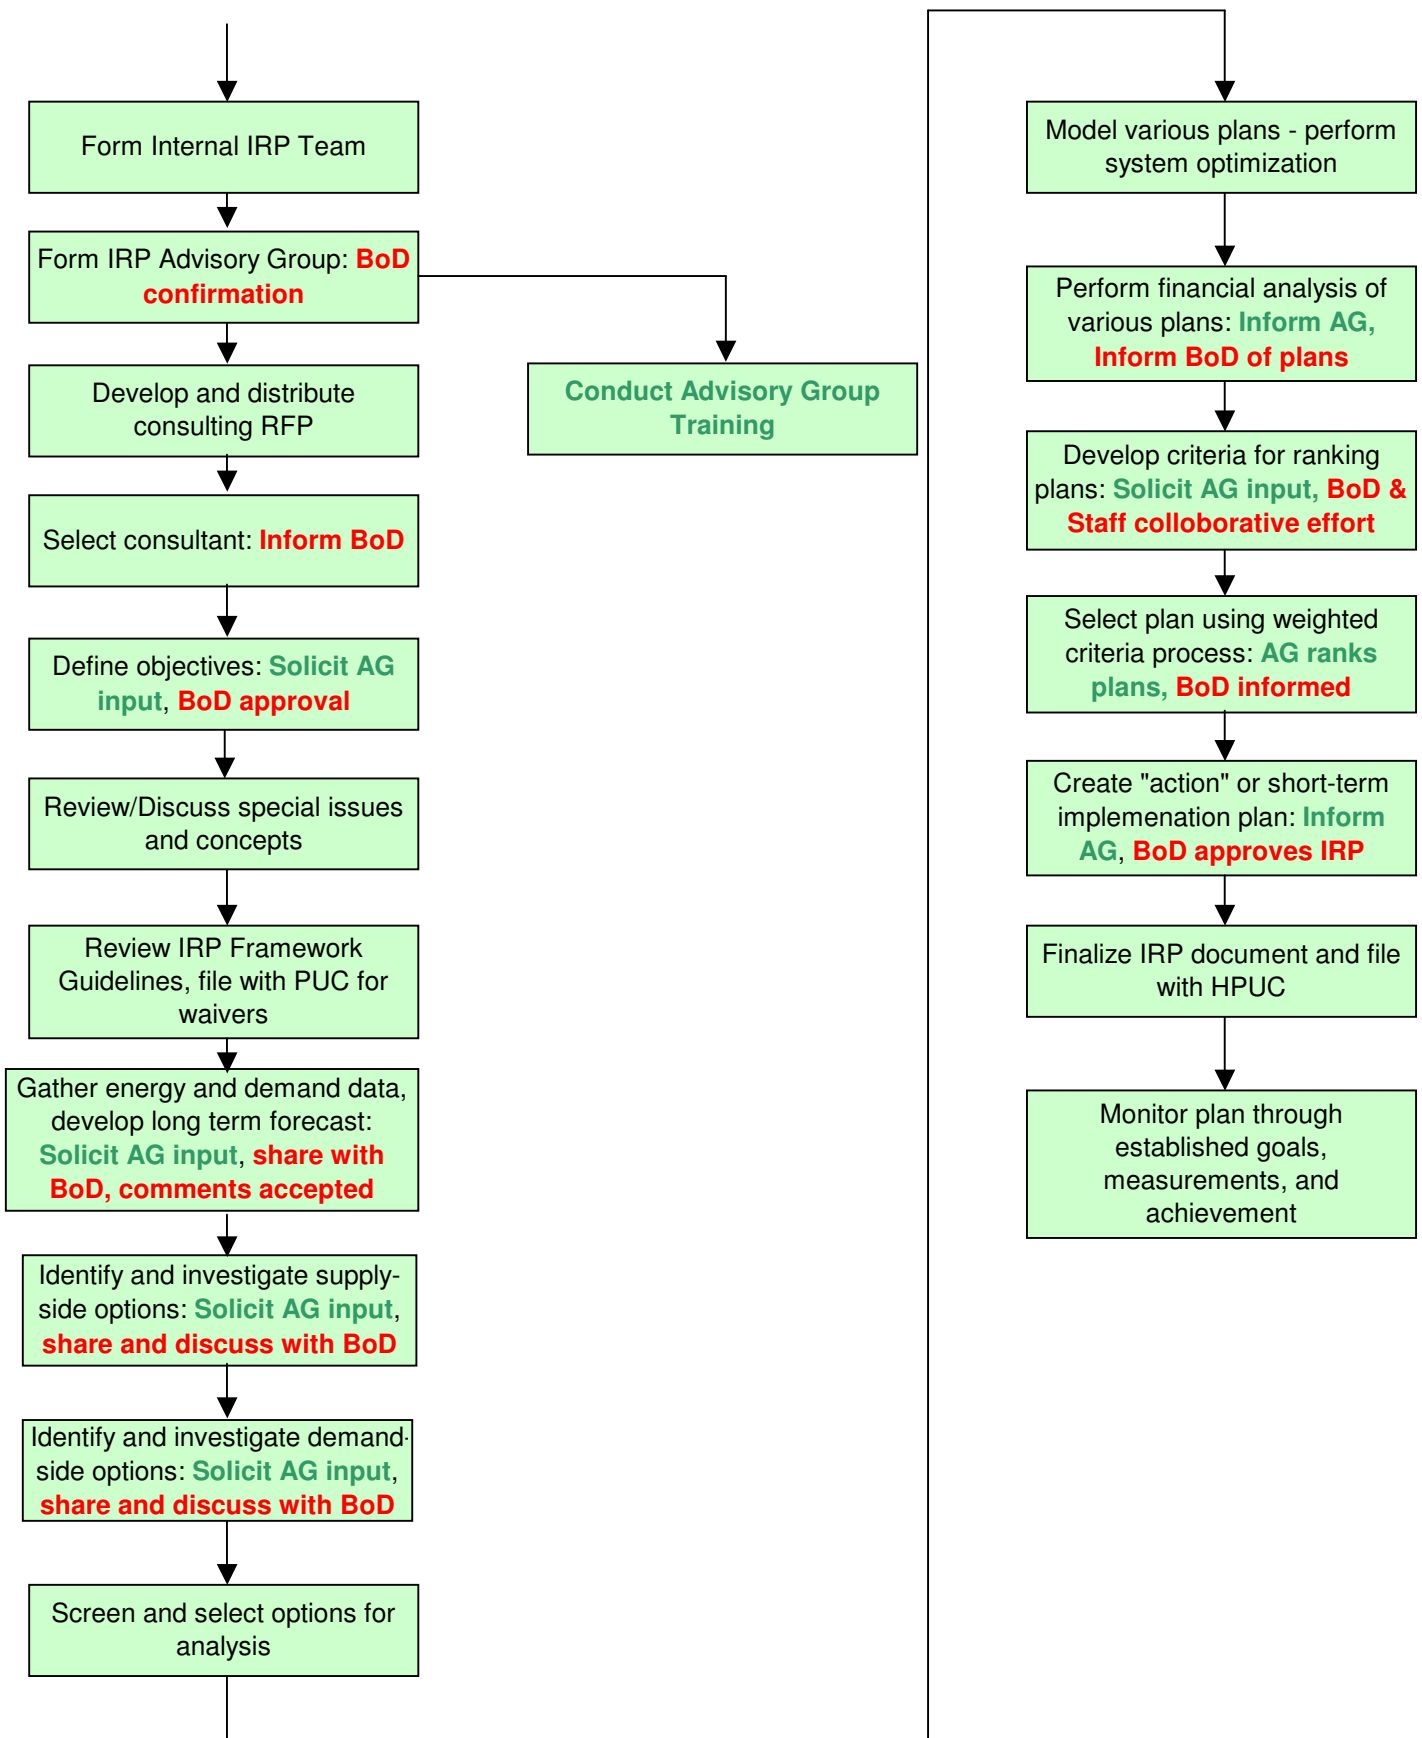 Form Internal IRP Team
Form IRP Advisory Group: BoD
confirmation
Develop and distribute
consulting RFP
Select consultant: Inform BoD
Define objectives: Solicit AG
input, BoD approval
Review/Discuss special issues
and concepts
Review IRP Framework
Guidelines, file with PUC for
waivers
Gather energy and demand data,
develop long term forecast:
Solicit AG input, share with
BoD, comments accepted
Identify and investigate supply-
side options: Solicit AG input,
share and discuss with BoD
Identify and investigate demand-
side options: Solicit AG input,
share and discuss with BoD
Screen and select options for
analysis
Conduct Advisory Group
Training
Model various plans - perform
system optimization
Perform financial analysis of
various plans: Inform AG,
Inform BoD of plans
Develop criteria for ranking
plans: Solicit AG input, BoD &
Staff colloborative effort
Select plan using weighted
criteria process: AG ranks
plans, BoD informed
Create "action" or short-term
implemenation plan: Inform
AG, BoD approves IRP
Finalize IRP document and file
with HPUC
Monitor plan through
established goals,
measurements, and
achievement